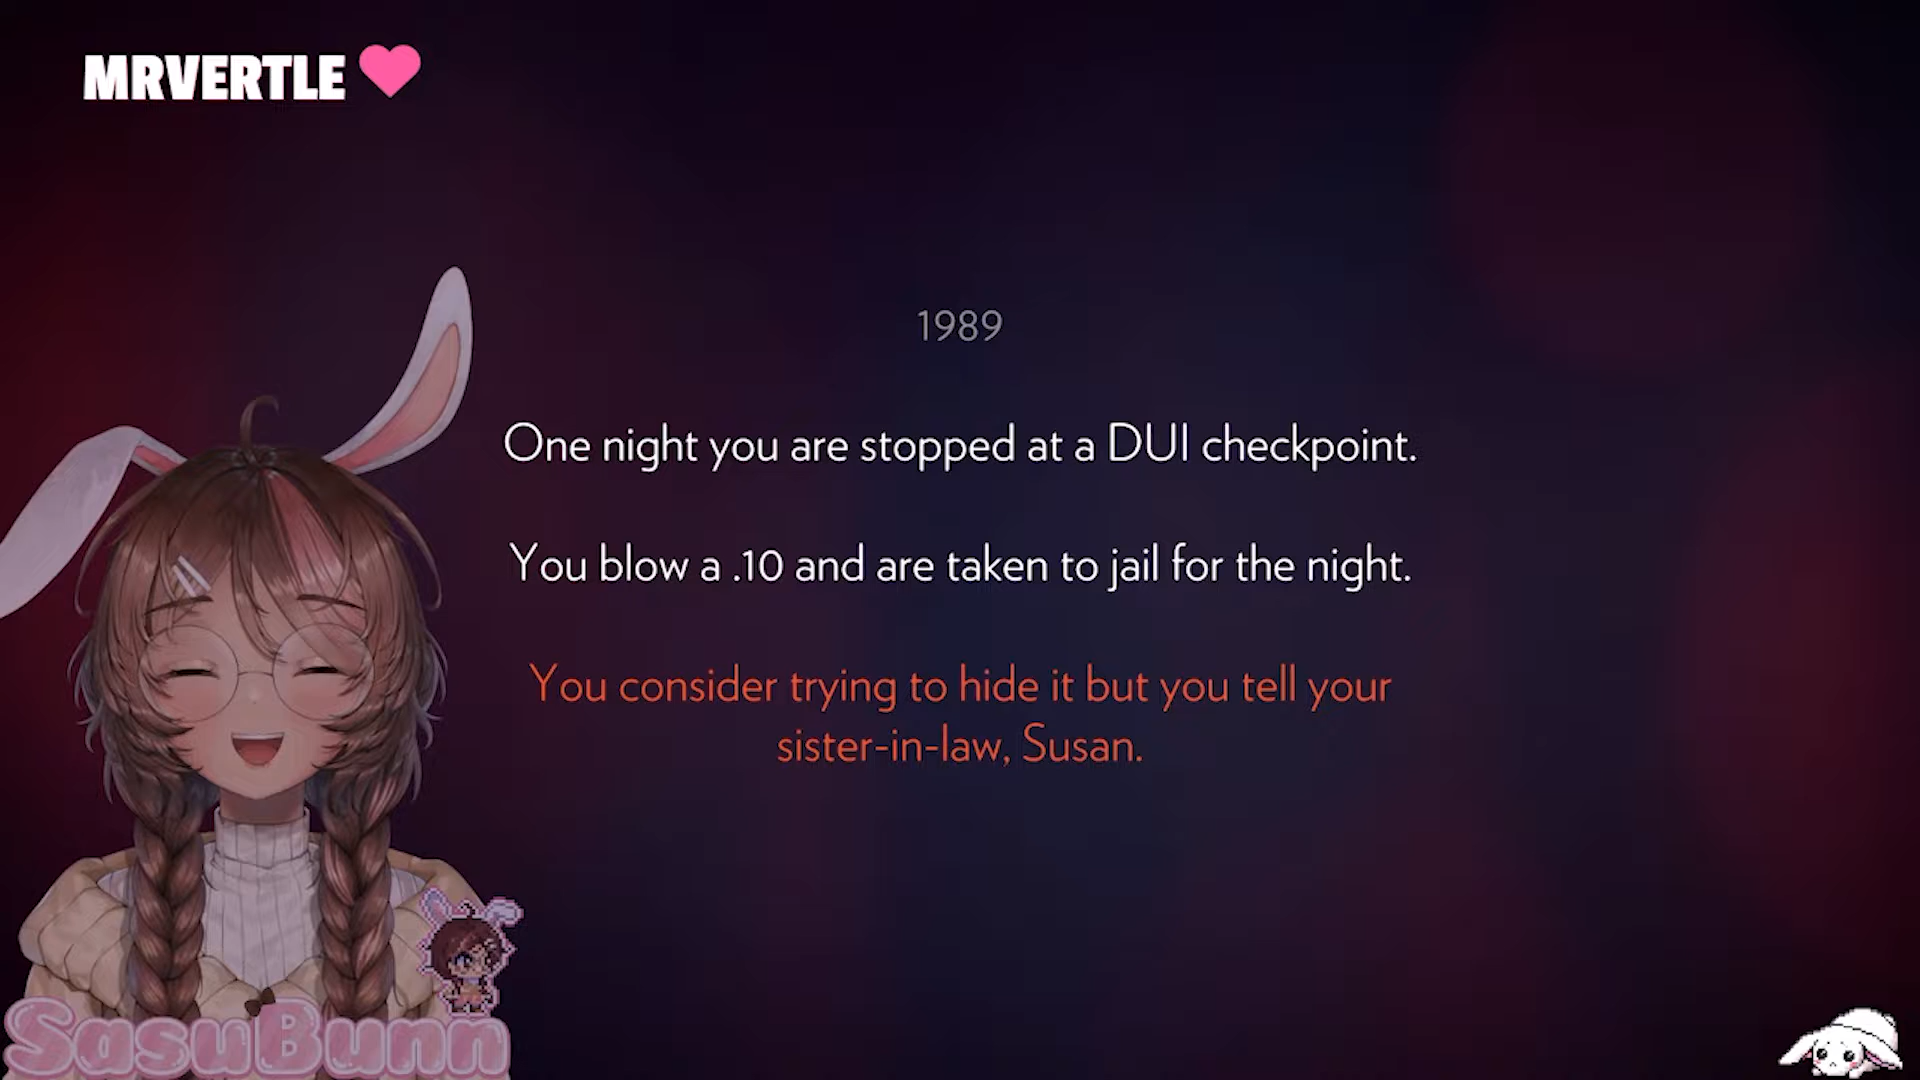 MRVERTLE
1989
One night you are stopped at a DUI checkpoint.
You blow a .10 and are taken to jail for the night.
You consider trying to hide it but you tell your
sister-in-law, Susan.
SasuBunn